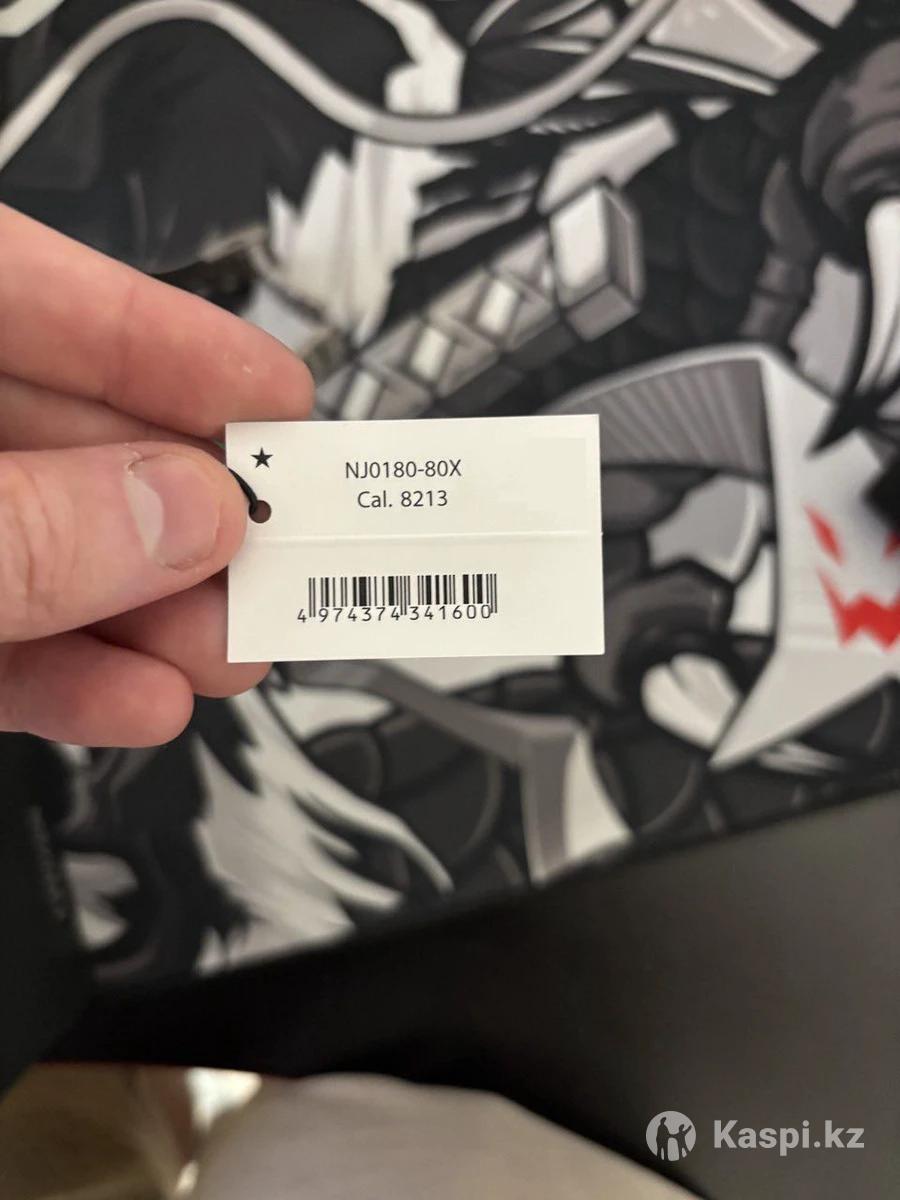 ★
NJ0180-80X
Cal. 8213
4 974374 341600
Kaspi.kz